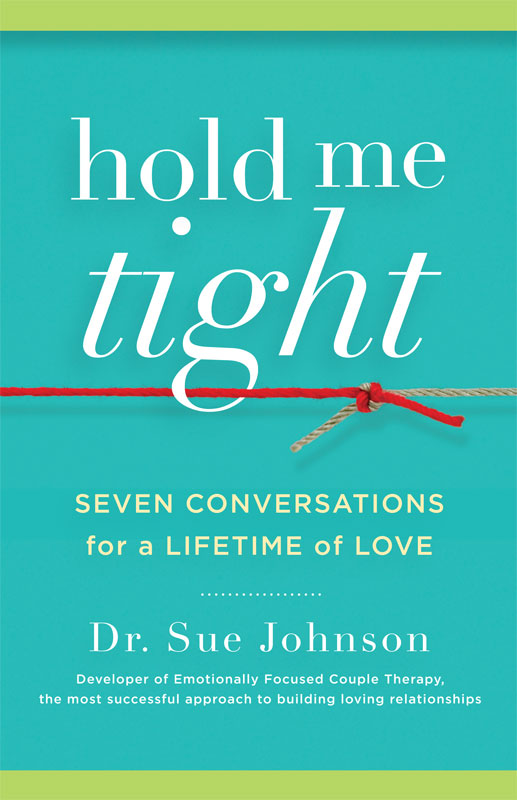 hold me
tight
SEVEN CONVERSATIONS
for a LIFETIME of LOVE
Dr. Sue Johnson
Developer of Emotionally Focused Couple Therapy,
the most successful approach to building loving relationships